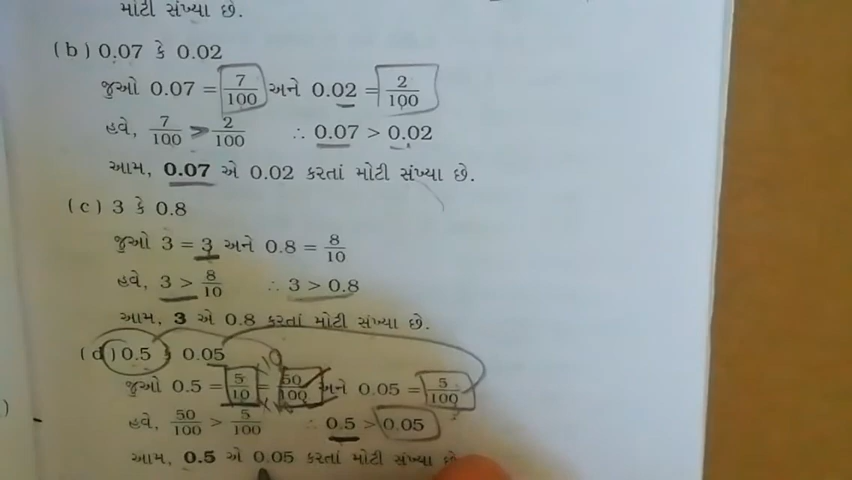 મોટી સંખ્યા છે.
(b) 0.07 કે 0.02
જુઓ 0.07 = 7/100 અને 0.02 = 2/100
હવે, 7/100 > 2/100 ∴ 0.07 > 0.02
આમ, 0.07 એ 0.02 કરતાં મોટી સંખ્યા છે.
(c) 3 કે 0.8
જુઓ 3 = 3 અને 0.8 = 8/10
હવે, 3 > 8/10 ∴ 3 > 0.8
આમ, 3 એ 0.8 કરતાં મોટી સંખ્યા છે.
(d) 0.5 0.05
જુઓ 0.5 = 5/10 = 50/100 અને 0.05 = 5/100
હવે, 50/100 > 5/100 ∴ 0.5 > 0.05
આમ, 0.5 એ 0.05 કરતાં મોટી સંખ્યા